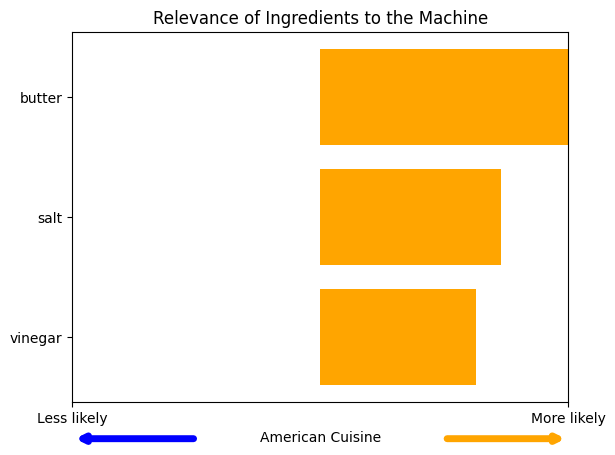 Relevance of Ingredients to the Machine
butter
salt
vinegar
Less likely
More likely
American Cuisine